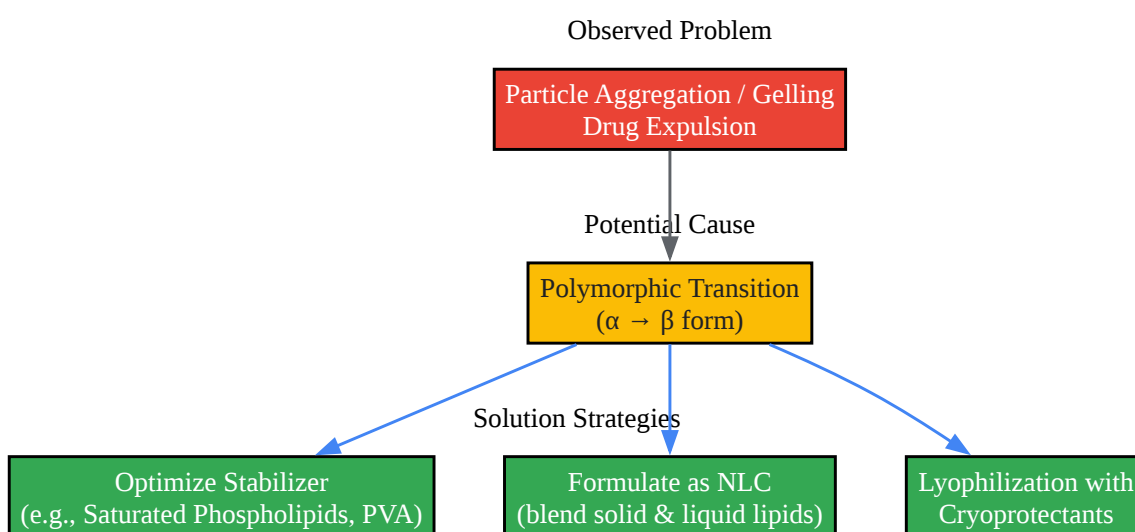 Observed Problem
Particle Aggregation / Gelling
Drug Expulsion
Potential Cause
Polymorphic Transition
(α → β form)
Solution Strategies
Optimize Stabilizer
(e.g., Saturated Phospholipids, PVA)
Formulate as NLC
(blend solid & liquid lipids)
Lyophilization with
Cryoprotectants